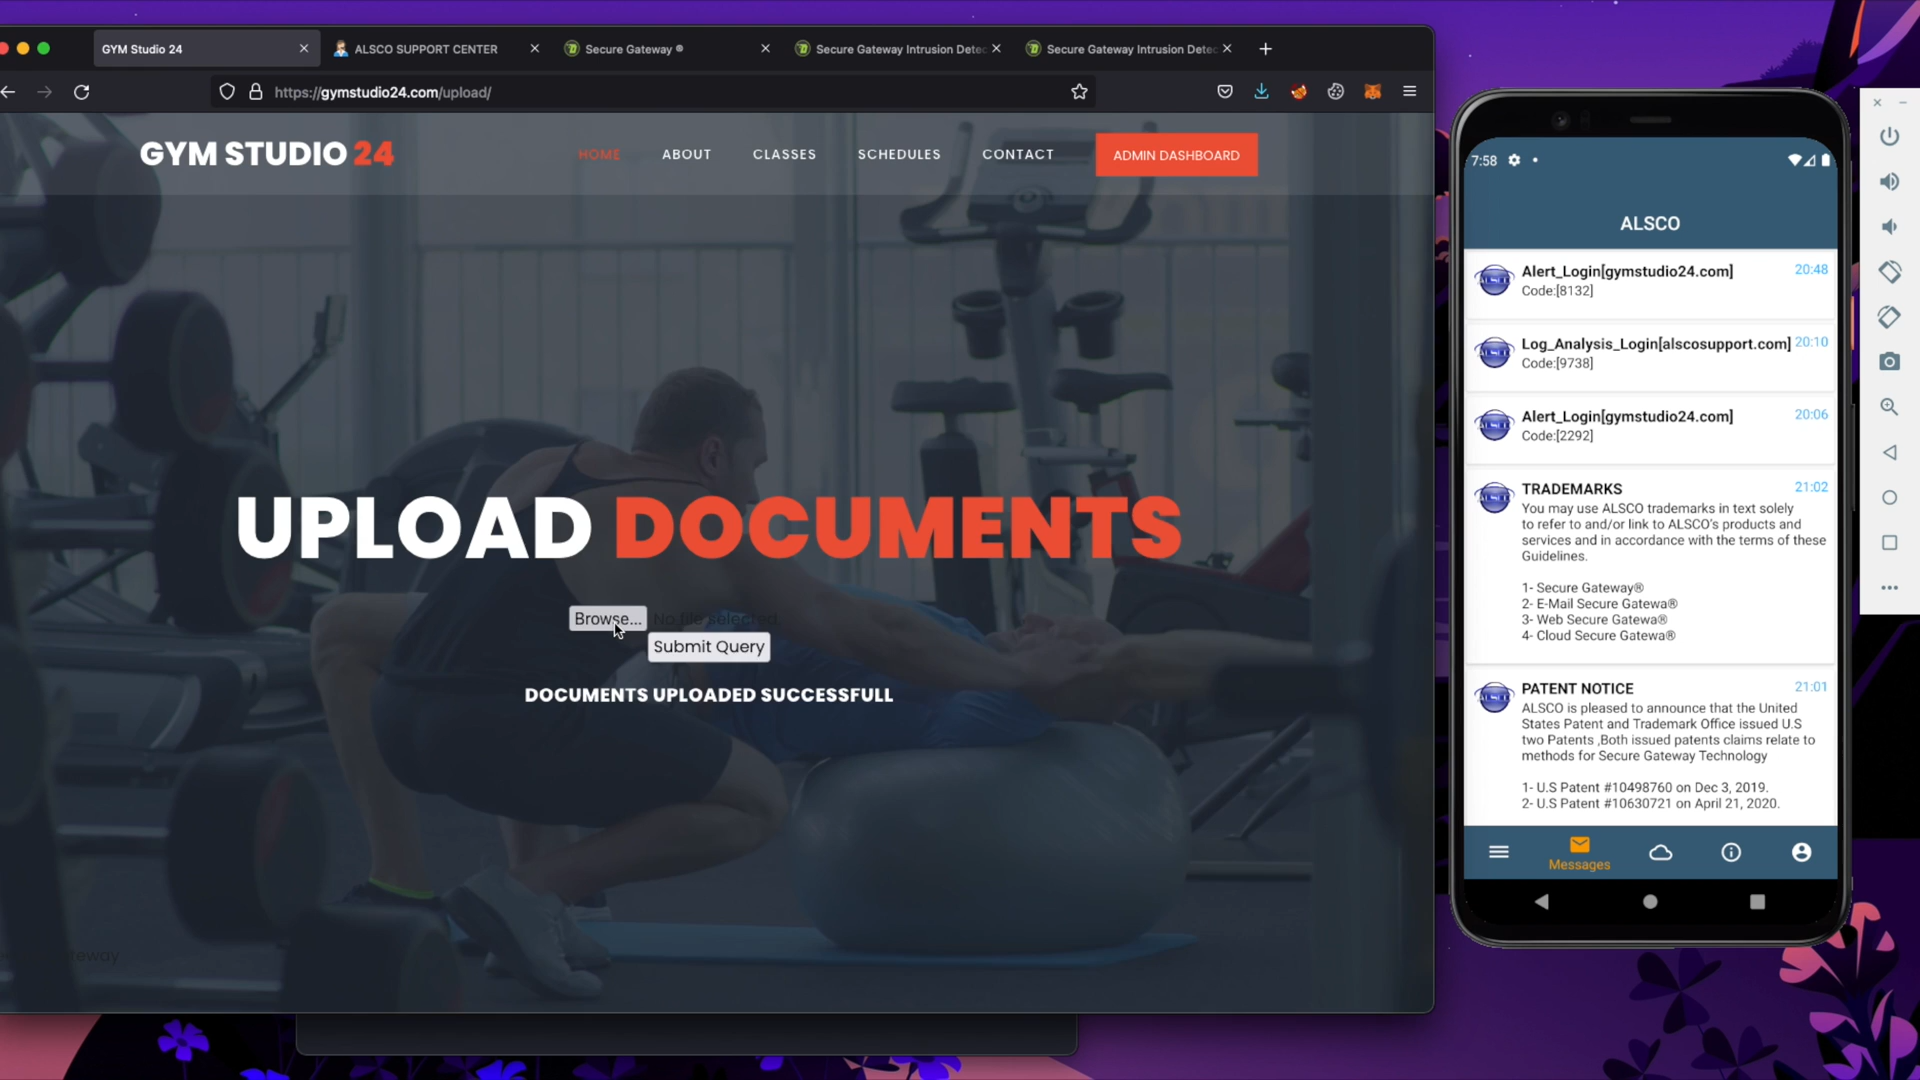 GYM Studio 24
ALSCO SUPPORT CENTER
Secure Gateway ®
Secure Gateway Intrusion Detec
Secure Gateway Intrusion Detec
https://gymstudio24.com/upload/
GYM STUDIO 24
HOME
ABOUT
CLASSES
SCHEDULES
CONTACT
ADMIN DASHBOARD
UPLOAD DOCUMENTS
Browse... No file selected
Submit Query
DOCUMENTS UPLOADED SUCCESSFULL
7:58
ALSCO
Alert_Login[gymstudio24.com] 20:48
Code:[8132]
Log_Analysis_Login[alscosupport.com] 20:10
Code:[9738]
Alert_Login[gymstudio24.com] 20:06
Code:[2292]
TRADEMARKS 21:02
You may use ALSCO trademarks in text solely
to refer to and/or link to ALSCO's products and
services and in accordance with the terms of these
Guidelines.
1- Secure Gateway®
2- E-Mail Secure Gatewa®
3- Web Secure Gatewa®
4- Cloud Secure Gatewa®
PATENT NOTICE 21:01
ALSCO is pleased to announce that the United
States Patent and Trademark Office issued U.S
two Patents ,Both issued patents claims relate to
methods for Secure Gateway Technology
1- U.S Patent #10498760 on Dec 3, 2019.
2- U.S Patent #10630721 on April 21, 2020.
Messages